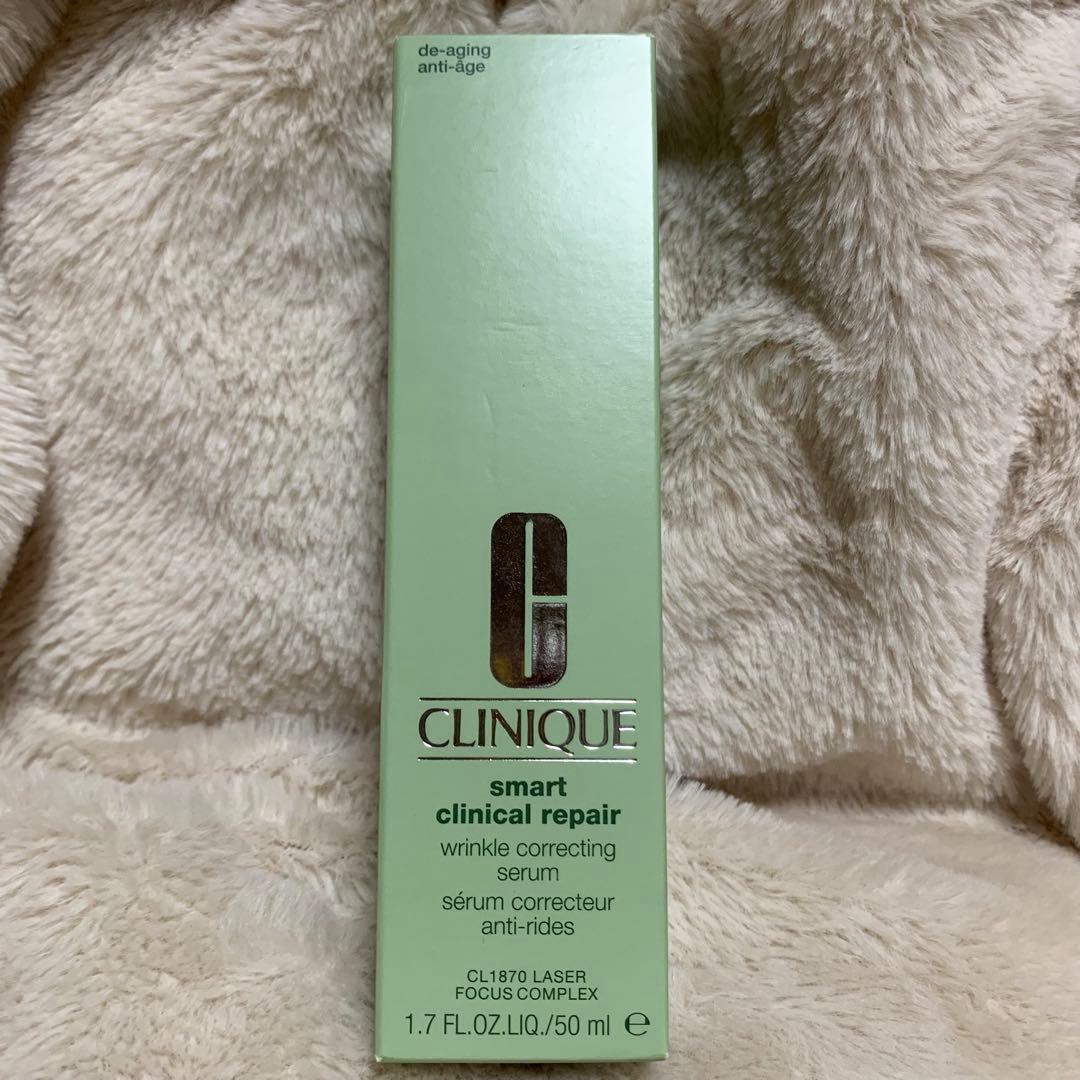 de-aging
anti-âge
C
CLINIQUE
smart
clinical repair
wrinkle correcting
serum
sérum correcteur
anti-rides
CL1870 LASER
FOCUS COMPLEX
1.7 FL.OZ.LIQ./50 ml ℮